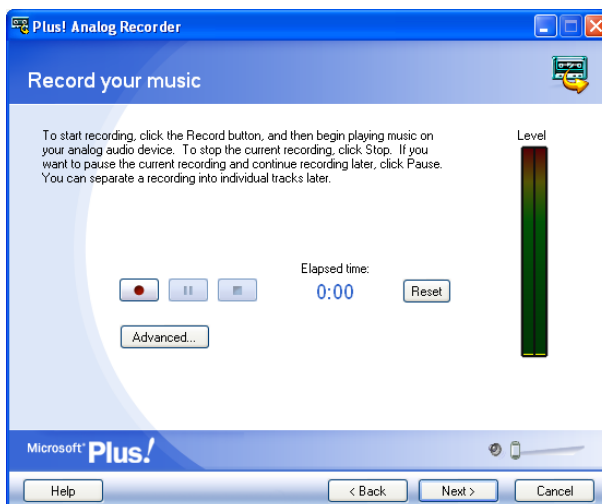 Plus! Analog Recorder
Record your music
To start recording, click the Record button, and then begin playing music on
your analog audio device. To stop the current recording, click Stop. If you
want to pause the current recording and continue recording later, click Pause.
You can separate a recording into individual tracks later.
Level
Elapsed time:
0:00
Reset
Advanced...
Microsoft® Plus!
Help
< Back
Next >
Cancel